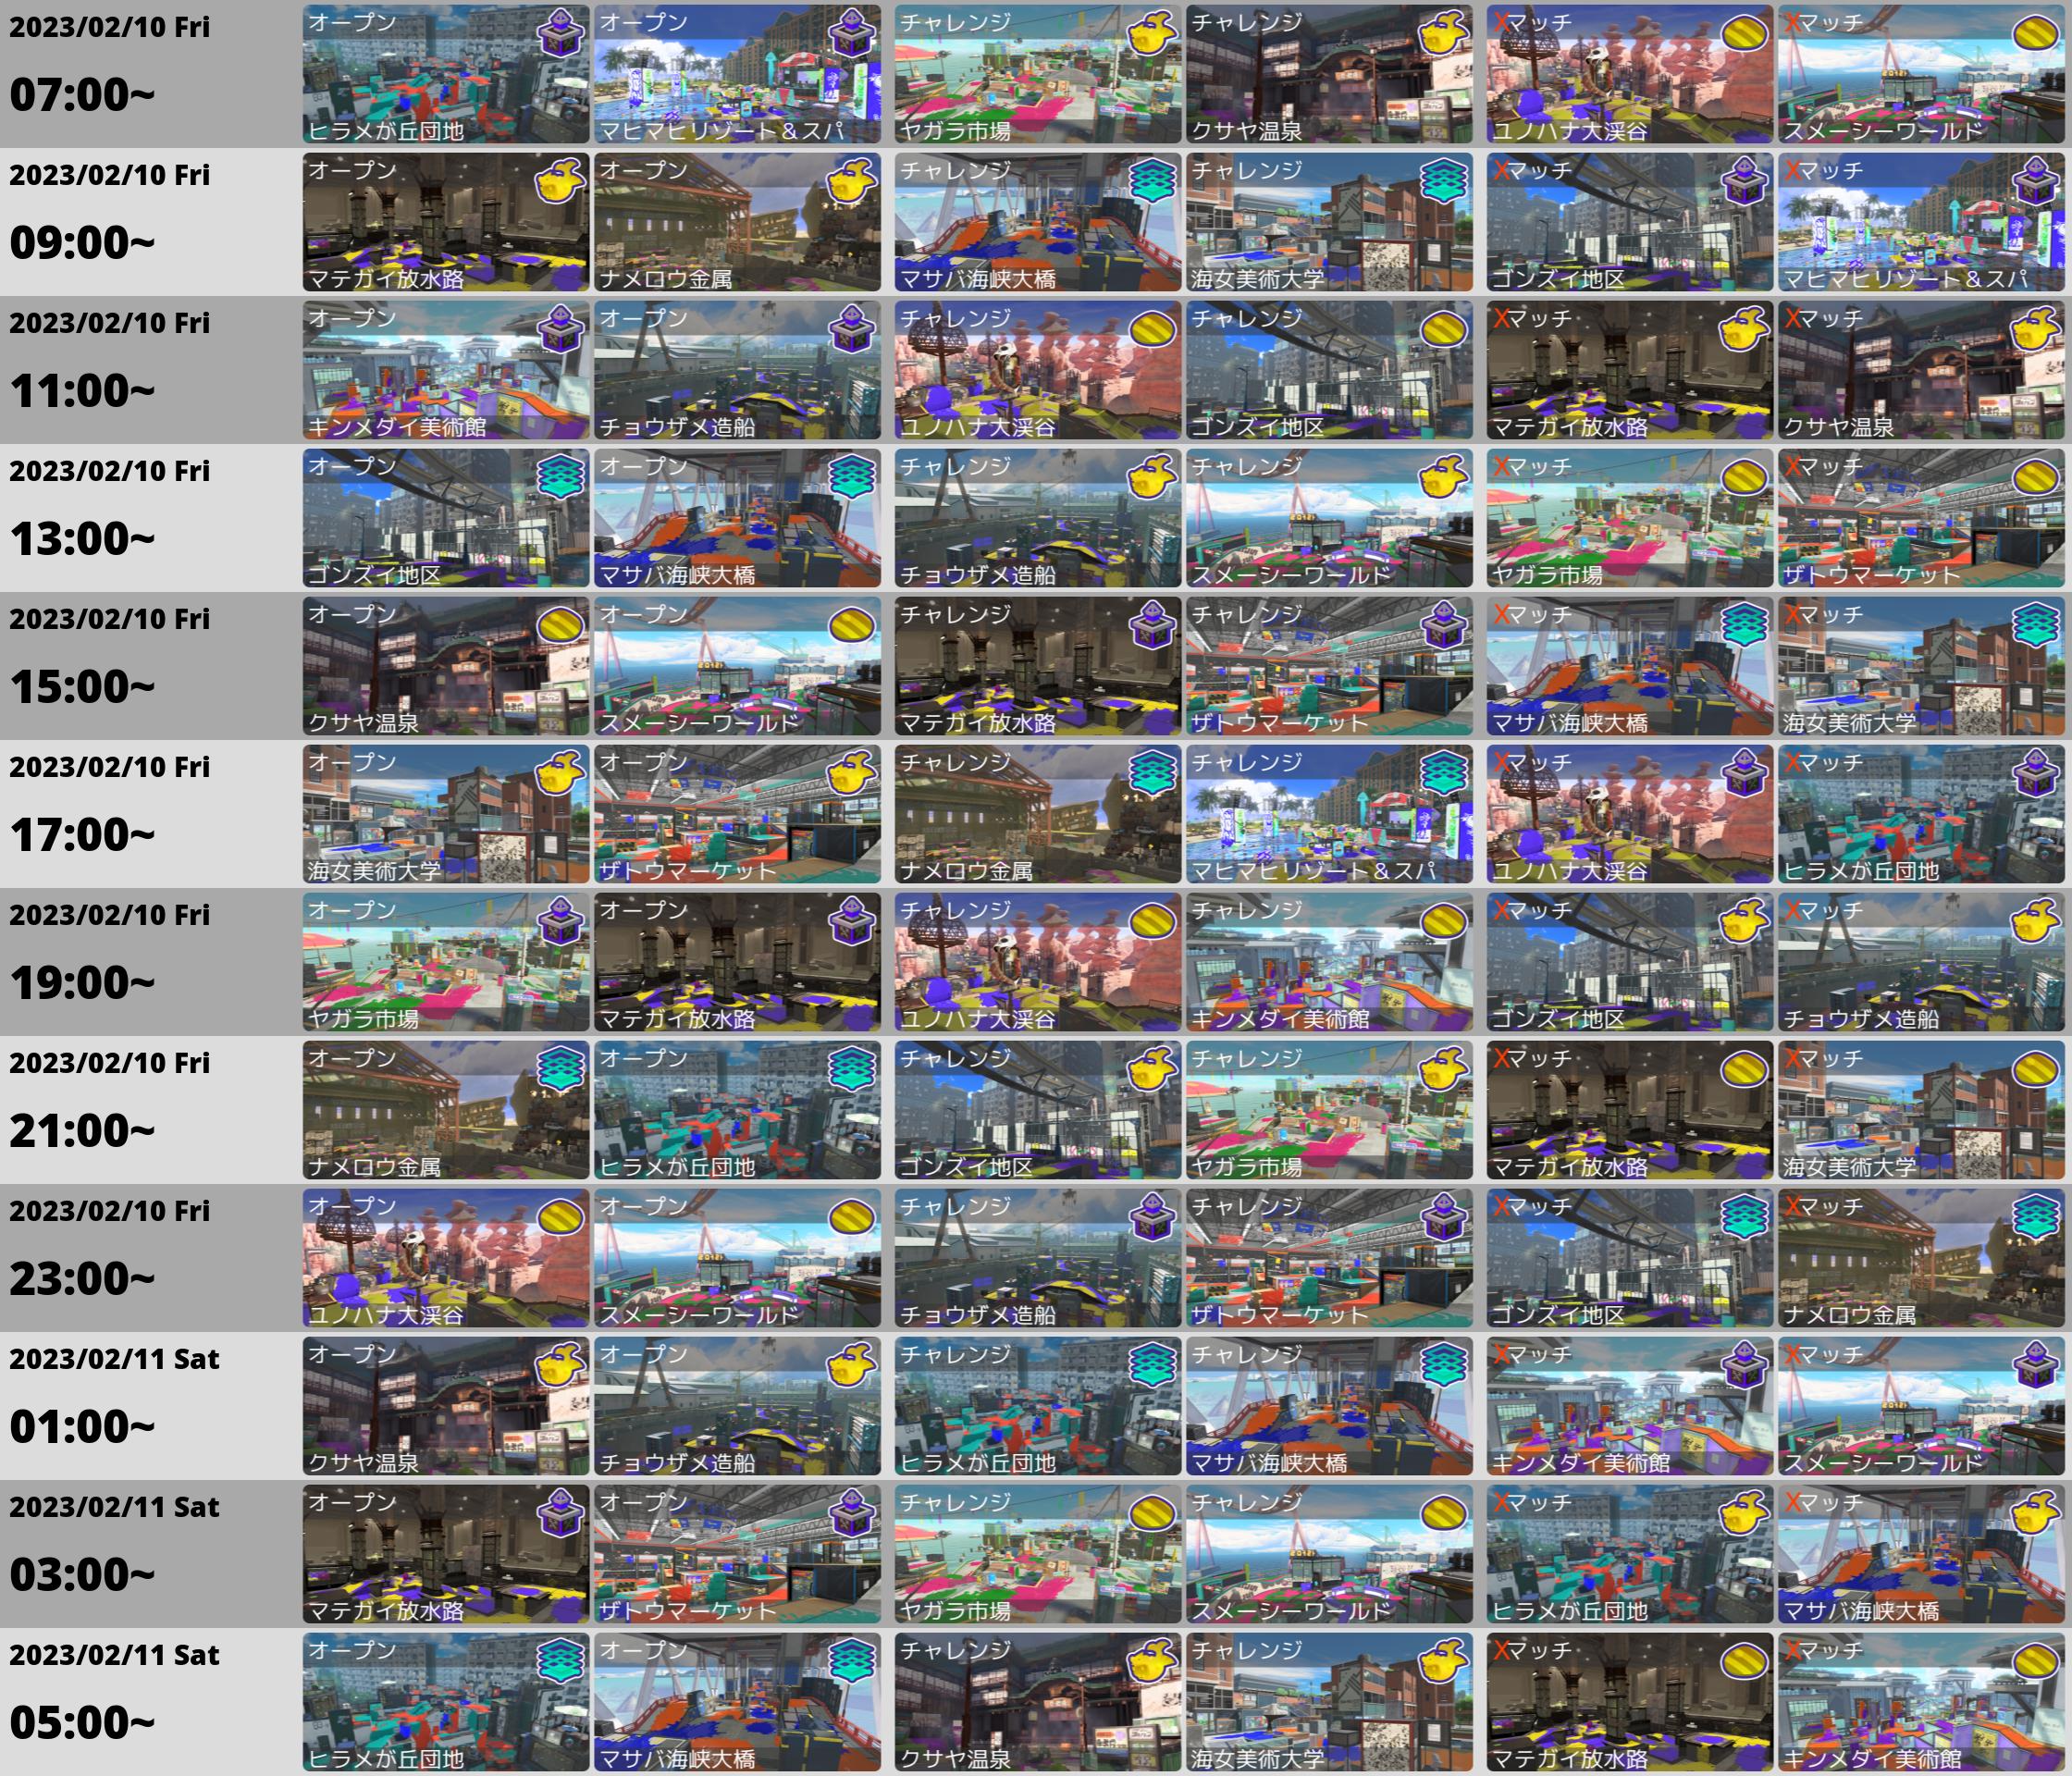 2023/02/10 Fri
07:00~
オープン オープン チャレンジ チャレンジ Xマッチ Xマッチ
ヒラメが丘団地 マヒマヒリゾート＆スパ ヤガラ市場 クサヤ温泉 ユノハナ大渓谷 スメーシーワールド
2023/02/10 Fri
09:00~
オープン オープン チャレンジ チャレンジ Xマッチ Xマッチ
マテガイ放水路 ナメロウ金属 マサバ海峡大橋 海女美術大学 ゴンズイ地区 マヒマヒリゾート＆スパ
2023/02/10 Fri
11:00~
オープン オープン チャレンジ チャレンジ Xマッチ Xマッチ
キンメダイ美術館 チョウザメ造船 ユノハナ大渓谷 ゴンズイ地区 マテガイ放水路 クサヤ温泉
2023/02/10 Fri
13:00~
オープン オープン チャレンジ チャレンジ Xマッチ Xマッチ
ゴンズイ地区 マサバ海峡大橋 チョウザメ造船 スメーシーワールド ヤガラ市場 ザトウマーケット
2023/02/10 Fri
15:00~
オープン オープン チャレンジ チャレンジ Xマッチ Xマッチ
クサヤ温泉 スメーシーワールド マテガイ放水路 ザトウマーケット マサバ海峡大橋 海女美術大学
2023/02/10 Fri
17:00~
オープン オープン チャレンジ チャレンジ Xマッチ Xマッチ
海女美術大学 ザトウマーケット ナメロウ金属 マヒマヒリゾート＆スパ ユノハナ大渓谷 ヒラメが丘団地
2023/02/10 Fri
19:00~
オープン オープン チャレンジ チャレンジ Xマッチ Xマッチ
ヤガラ市場 マテガイ放水路 ユノハナ大渓谷 キンメダイ美術館 ゴンズイ地区 チョウザメ造船
2023/02/10 Fri
21:00~
オープン オープン チャレンジ チャレンジ Xマッチ Xマッチ
ナメロウ金属 ヒラメが丘団地 ゴンズイ地区 ヤガラ市場 マテガイ放水路 海女美術大学
2023/02/10 Fri
23:00~
オープン オープン チャレンジ チャレンジ Xマッチ Xマッチ
ユノハナ大渓谷 スメーシーワールド チョウザメ造船 ザトウマーケット ゴンズイ地区 ナメロウ金属
2023/02/11 Sat
01:00~
オープン オープン チャレンジ チャレンジ Xマッチ Xマッチ
クサヤ温泉 チョウザメ造船 ヒラメが丘団地 マサバ海峡大橋 キンメダイ美術館 スメーシーワールド
2023/02/11 Sat
03:00~
オープン オープン チャレンジ チャレンジ Xマッチ Xマッチ
マテガイ放水路 ザトウマーケット ヤガラ市場 スメーシーワールド ヒラメが丘団地 マサバ海峡大橋
2023/02/11 Sat
05:00~
オープン オープン チャレンジ チャレンジ Xマッチ Xマッチ
ヒラメが丘団地 マサバ海峡大橋 クサヤ温泉 海女美術大学 マテガイ放水路 キンメダイ美術館